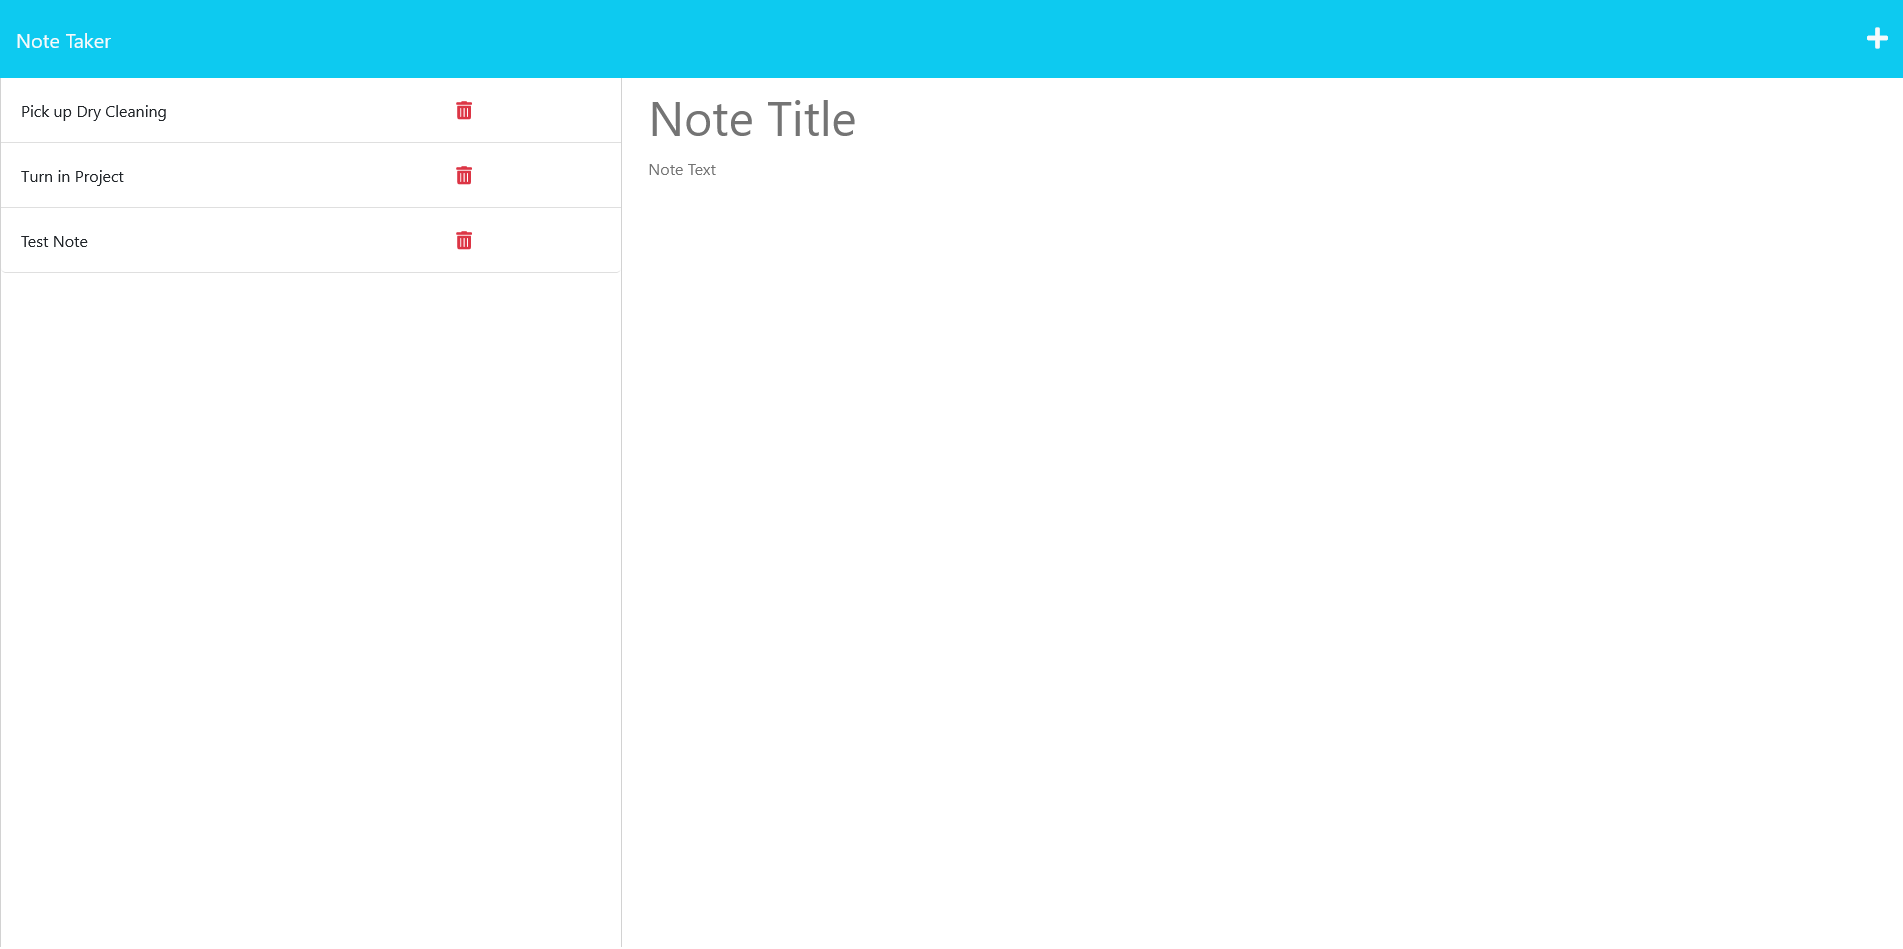 Note Taker
Pick up Dry Cleaning
Turn in Project
Test Note
Note Title
Note Text